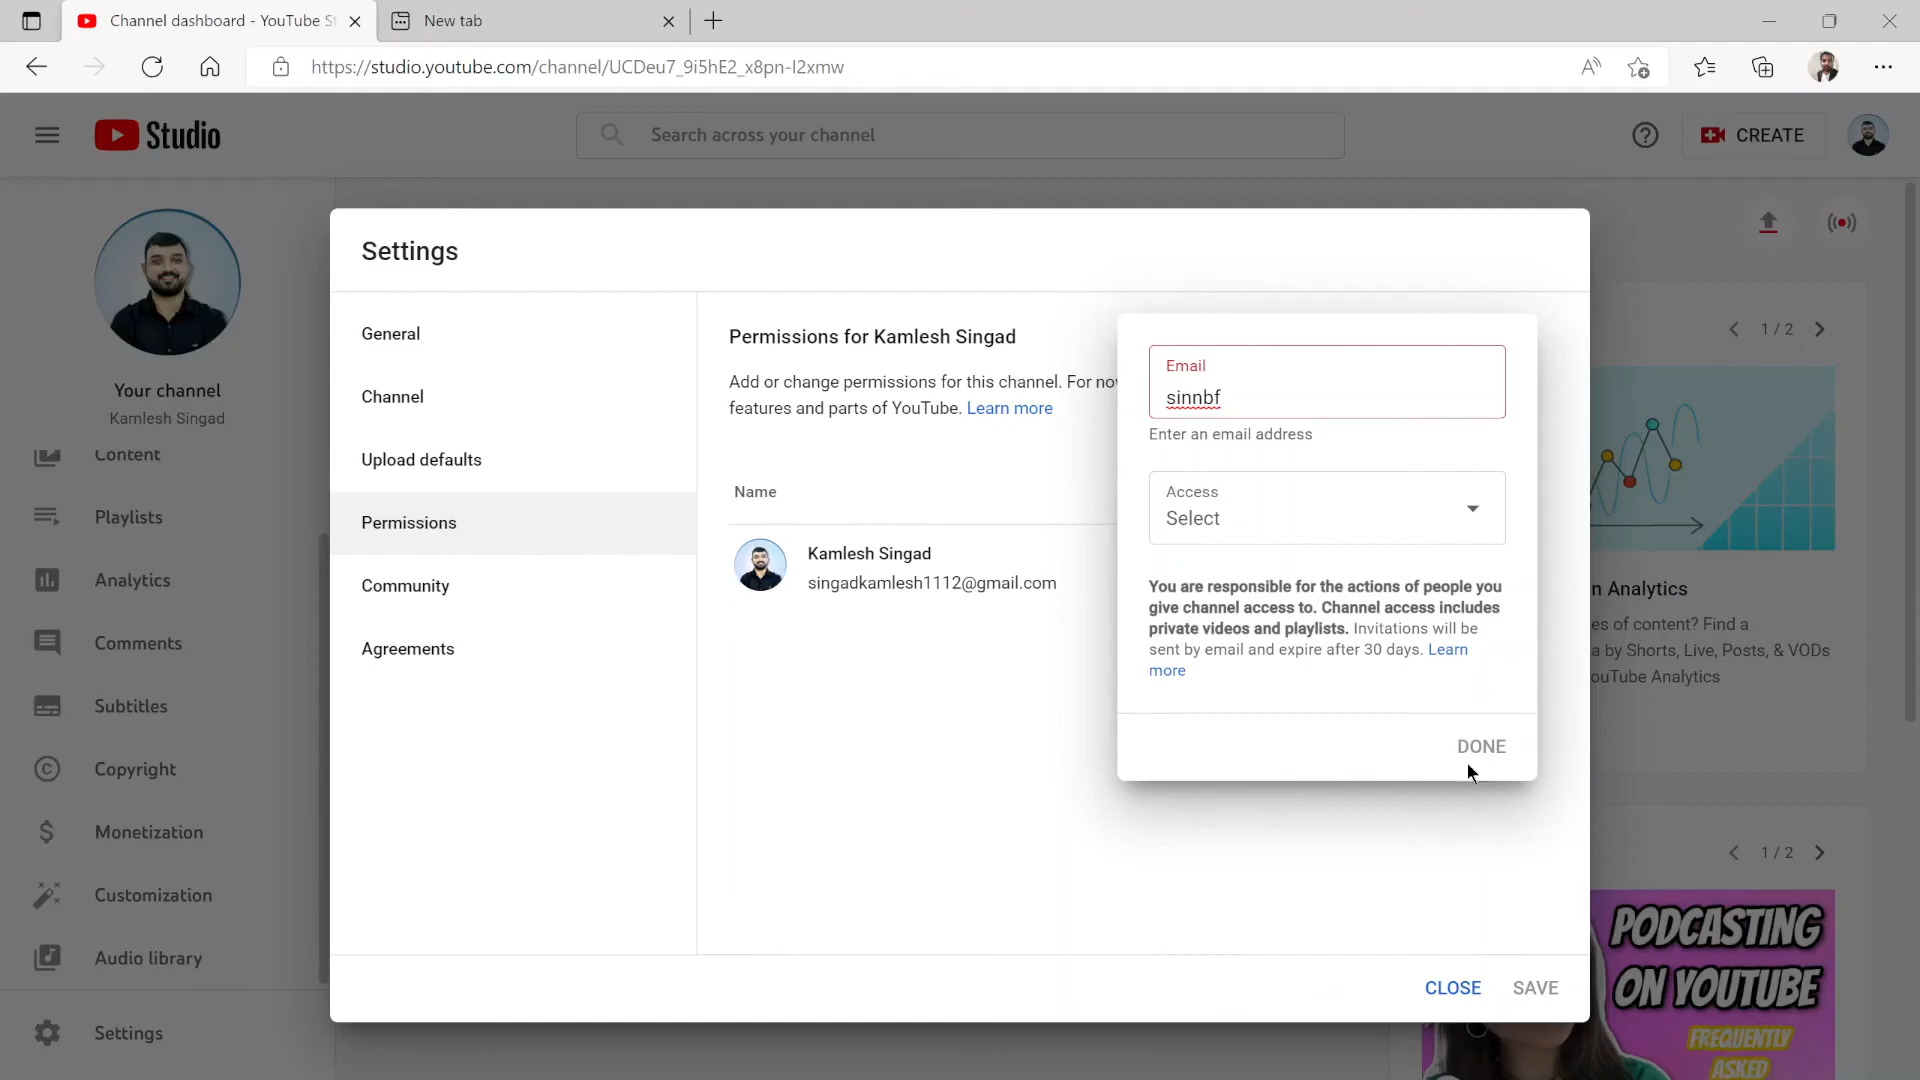 Channel dashboard - YouTube St
New tab
https://studio.youtube.com/channel/UCDeu7_9i5hE2_x8pn-I2xmw
Studio
Search across your channel
CREATE
Your channel
Kamlesh Singad
Content
Playlists
Analytics
Comments
Subtitles
Copyright
Monetization
Customization
Audio library
Settings
Settings
General
Channel
Upload defaults
Permissions
Community
Agreements
Permissions for Kamlesh Singad
Add or change permissions for this channel. For now
features and parts of YouTube. Learn more
Name
Kamlesh Singad
singadkamlesh1112@gmail.com
Email
sinnbf
Enter an email address
Access
Select
You are responsible for the actions of people you
give channel access to. Channel access includes
private videos and playlists. Invitations will be
sent by email and expire after 30 days. Learn
more
DONE
CLOSE
SAVE
1 / 2
n Analytics
es of content? Find a
a by Shorts, Live, Posts, & VODs
ouTube Analytics
1 / 2
PODCASTING
ON YOUTUBE
FREQUENTLY
ASKED